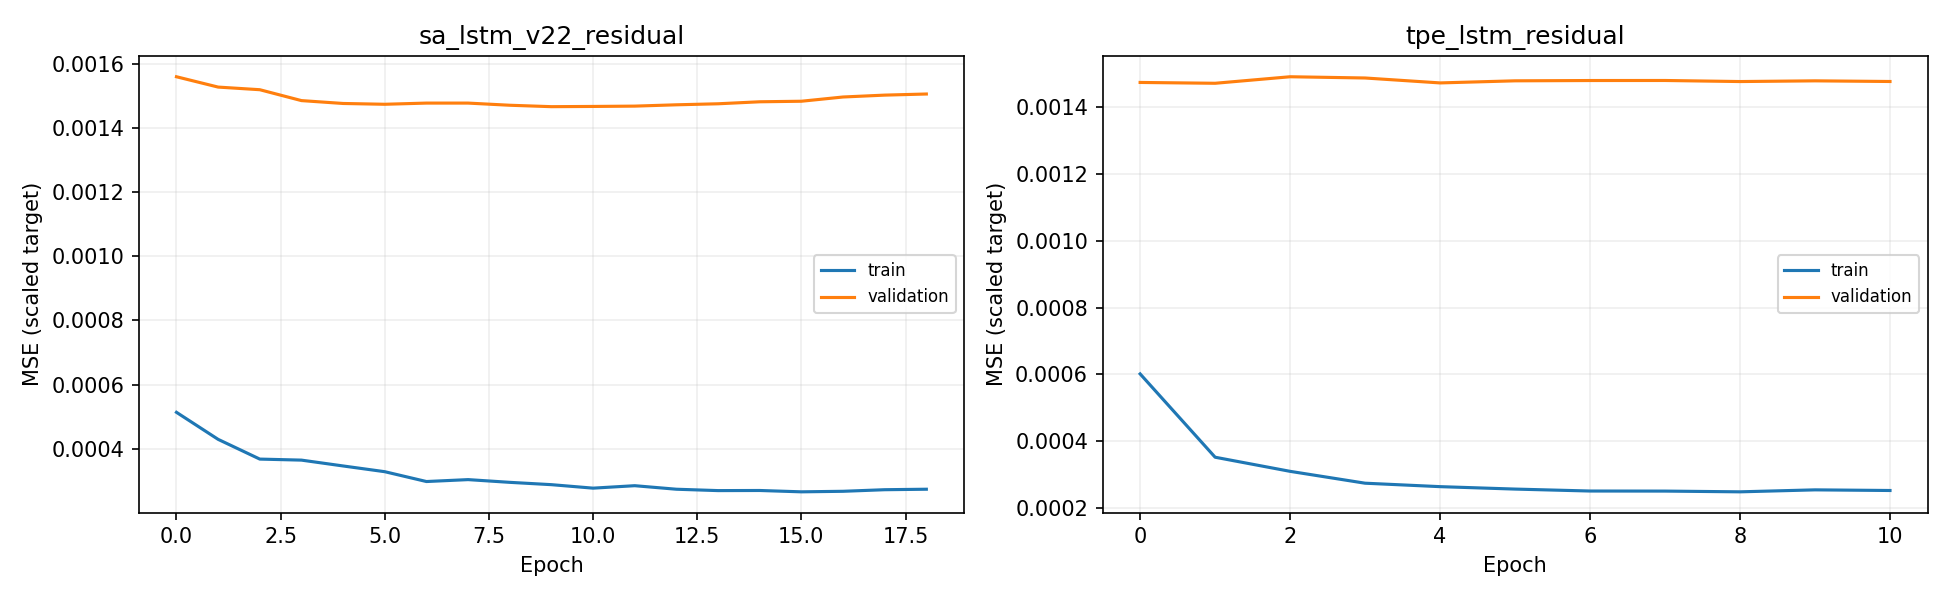 sa_lstm_v22_residual
MSE (scaled target)
0.0016
0.0014
0.0012
0.0010
0.0008
0.0006
0.0004
train
validation
0.0 2.5 5.0 7.5 10.0 12.5 15.0 17.5
Epoch
tpe_lstm_residual
MSE (scaled target)
0.0014
0.0012
0.0010
0.0008
0.0006
0.0004
0.0002
train
validation
0 2 4 6 8 10
Epoch